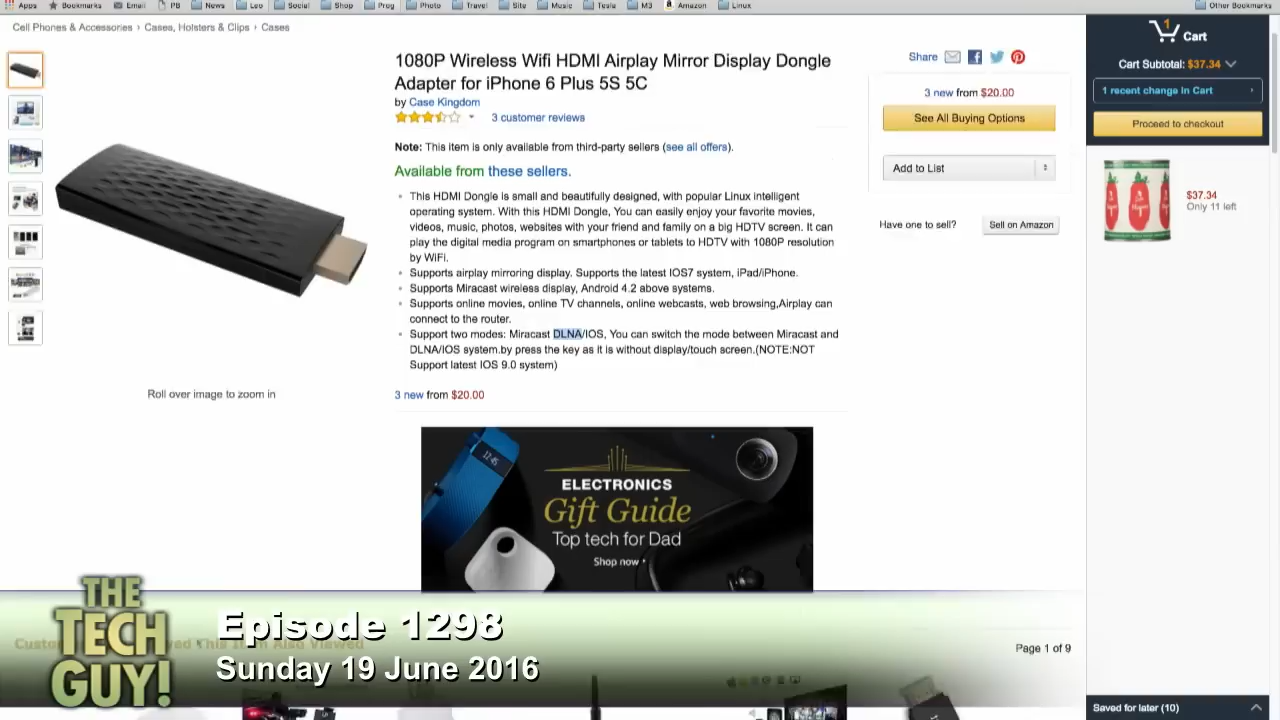 Apps Bookmarks Email PB News Leo Social Shop Prog Photo Travel Site Music Tesla M3 Amazon Linux Other Bookmarks
Cell Phones & Accessories › Cases, Holsters & Clips › Cases
1080P Wireless Wifi HDMI Airplay Mirror Display Dongle
Adapter for iPhone 6 Plus 5S 5C
by Case Kingdom
3 customer reviews
Note: This item is only available from third-party sellers (see all offers).
Available from these sellers.
This HDMI Dongle is small and beautifully designed, with popular Linux intelligent
operating system. With this HDMI Dongle, You can easily enjoy your favorite movies,
videos, music, photos, websites with your friend and family on a big HDTV screen. It can
play the digital media program on smartphones or tablets to HDTV with 1080P resolution
by WiFi.
Supports airplay mirroring display. Supports the latest IOS7 system, iPad/iPhone.
Supports Miracast wireless display, Android 4.2 above systems.
Supports online movies, online TV channels, online webcasts, web browsing,Airplay can
connect to the router.
Support two modes: Miracast DLNA/IOS, You can switch the mode between Miracast and
DLNA/IOS system.by press the key as it is without display/touch screen.(NOTE:NOT
Support latest IOS 9.0 system)
3 new from $20.00
Roll over image to zoom in
Share
3 new from $20.00
See All Buying Options
Add to List
Have one to sell?
Sell on Amazon
1
Cart
Cart Subtotal: $37.34
1 recent change in Cart
Proceed to checkout
$37.34
Only 11 left
12:45
ELECTRONICS
Gift Guide
Top tech for Dad
Shop now
THE
TECH
GUY!
Episode 1298
Sunday 19 June 2016
This Item Also Viewed
Page 1 of 9
Saved for later (10)